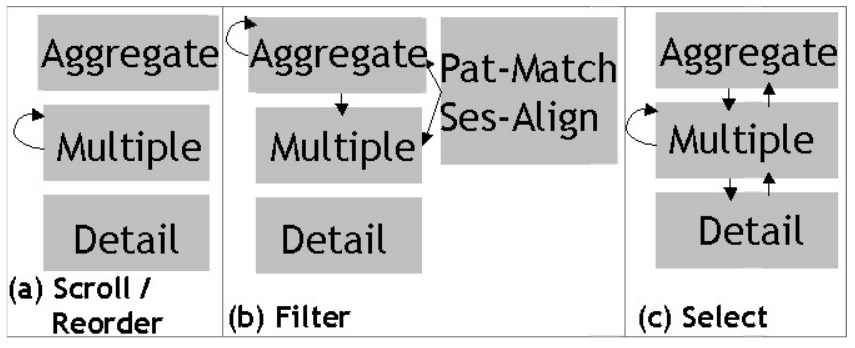 Aggregate
Multiple
Detail
(a) Scroll /
Reorder
Aggregate
Pat-Match
Ses-Align
Multiple
Detail
(b) Filter
Aggregate
Multiple
Detail
(c) Select